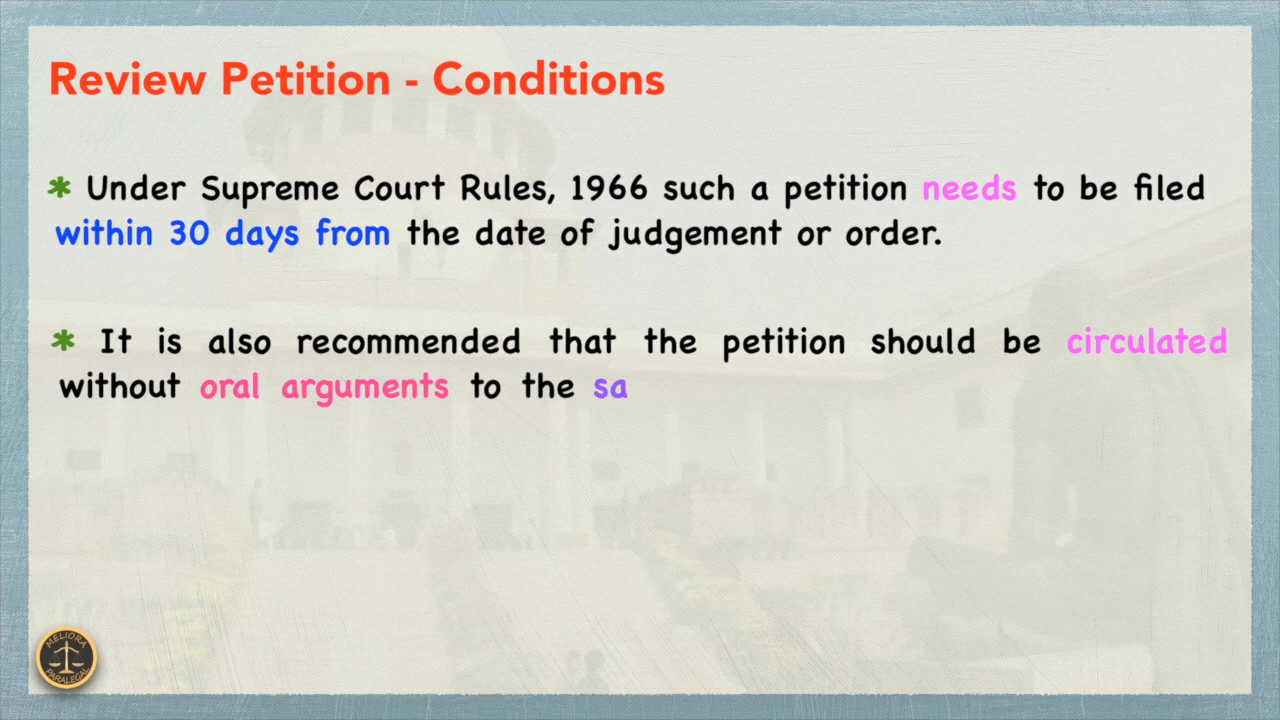 Review Petition - Conditions
* Under Supreme Court Rules, 1966 such a petition needs to be filed
within 30 days from the date of judgement or order.
* It is also recommended that the petition should be circulated
without oral arguments to the sa
MELIORA
PARALEGAL